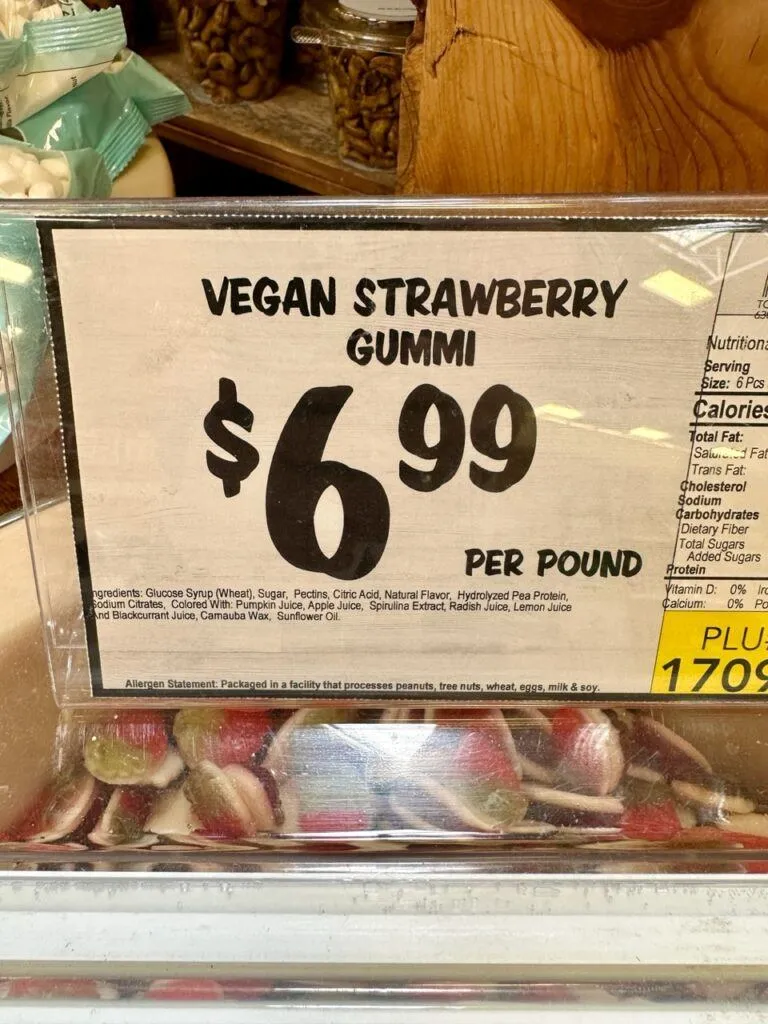 VEGAN STRAWBERRY
GUMMI
$6.99
PER POUND
Ingredients: Glucose Syrup (Wheat), Sugar, Pectins, Citric Acid, Natural Flavor, Hydrolyzed Pea Protein,
Sodium Citrates, Colored With: Pumpkin Juice, Apple Juice, Spirulina Extract, Radish Juice, Lemon Juice
And Blackcurrant Juice, Carnauba Wax, Sunflower Oil.
Allergen Statement: Packaged in a facility that processes peanuts, tree nuts, wheat, eggs, milk & soy.
Serving
Size: 6 Pcs
Calories
Total Fat:
Saturated Fat
Trans Fat:
Cholesterol
Sodium
Carbohydrates
Dietary Fiber
Total Sugars
Added Sugars
Protein
Vitamin D: 0%
Calcium: 0%
PLU
1709